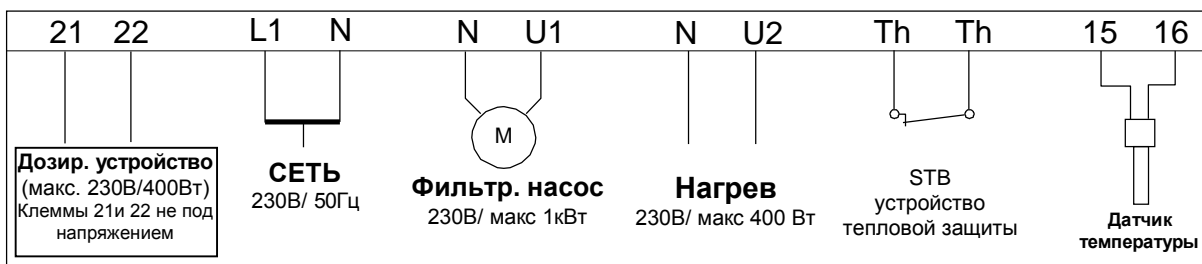 21 22 L1 N N U1 N U2 Th Th 15 16
M
Дозир. устройство
(макс. 230В/400Вт)
Клеммы 21и 22 не под
напряжением
СЕТЬ
230В/ 50Гц
Фильтр. насос
230В/ макс 1кВт
Нагрев
230В/ макс 400 Вт
STB
устройство
тепловой защиты
Датчик
температуры